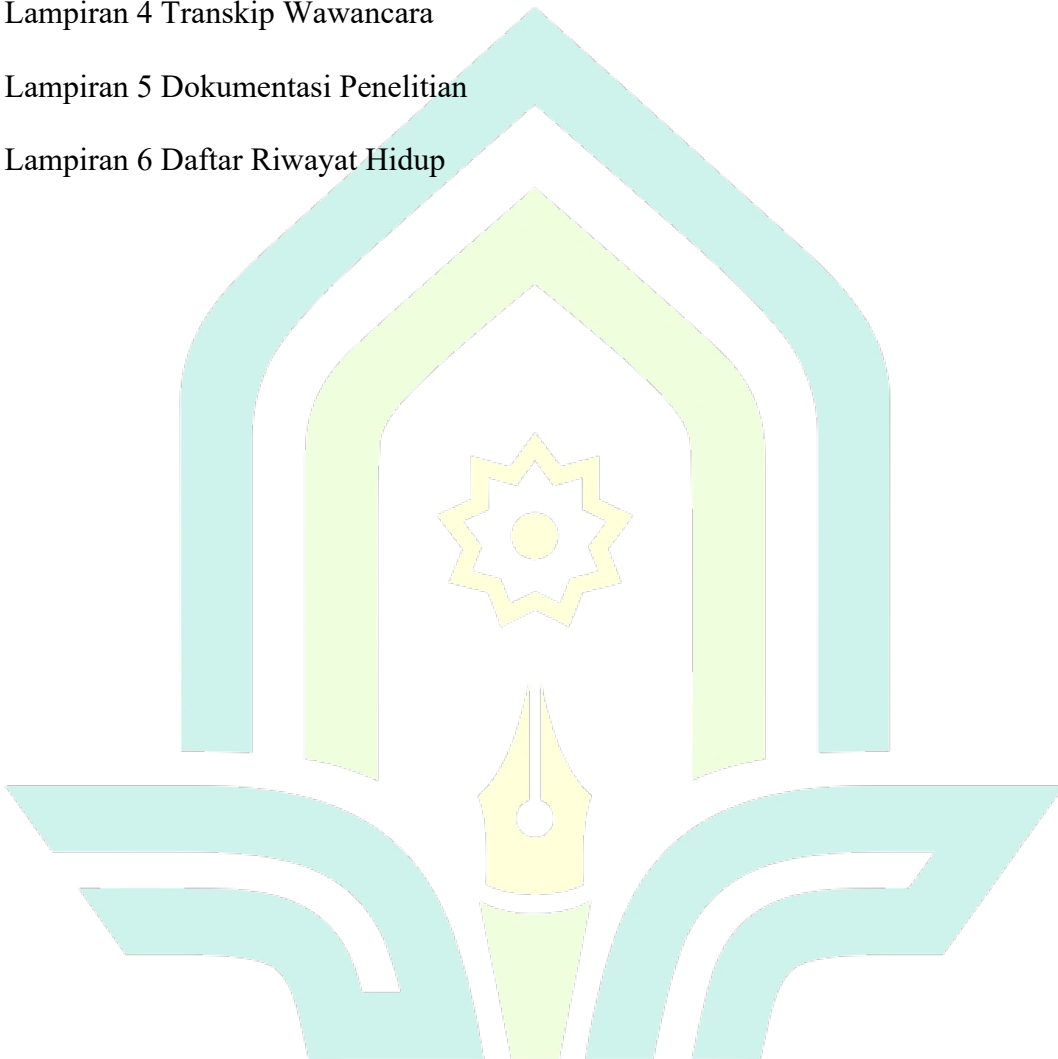 Lampiran 4 Transkip Wawancara
Lampiran 5 Dokumentasi Penelitian
Lampiran 6 Daftar Riwayat Hidup